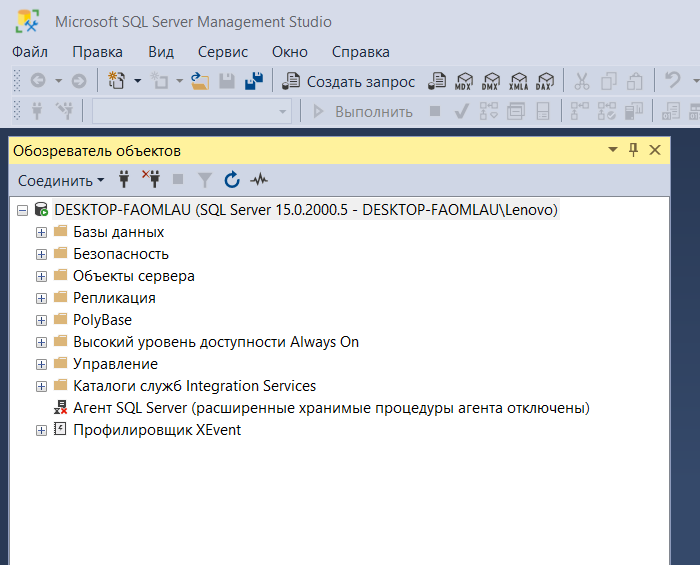 Microsoft SQL Server Management Studio
Файл Правка Вид Сервис Окно Справка
Создать запрос MDX DMX XMLA DAX
Выполнить
Обозреватель объектов
Соединить
DESKTOP-FAOMLAU (SQL Server 15.0.2000.5 - DESKTOP-FAOMLAU\Lenovo)
Базы данных
Безопасность
Объекты сервера
Репликация
PolyBase
Высокий уровень доступности Always On
Управление
Каталоги служб Integration Services
Агент SQL Server (расширенные хранимые процедуры агента отключены)
Профилировщик XEvent